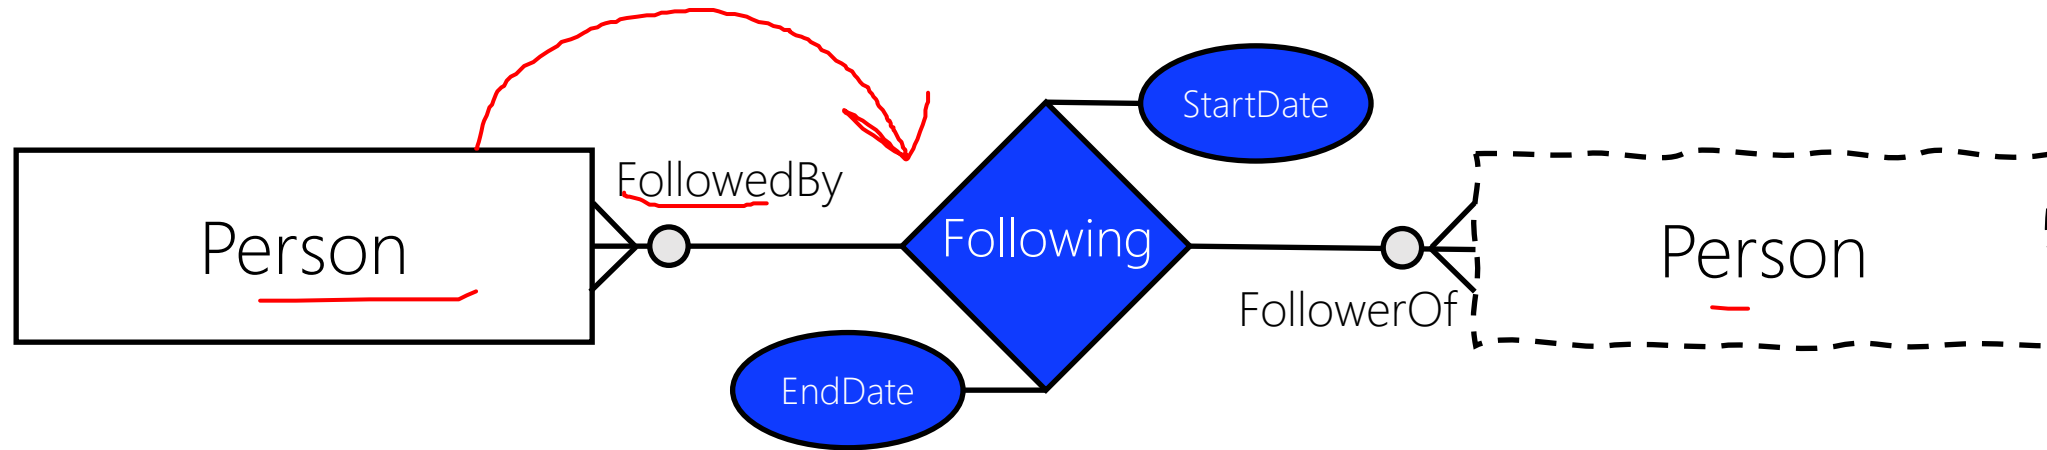 StartDate
FollowedBy
Person
Following
Person
FollowerOf
EndDate